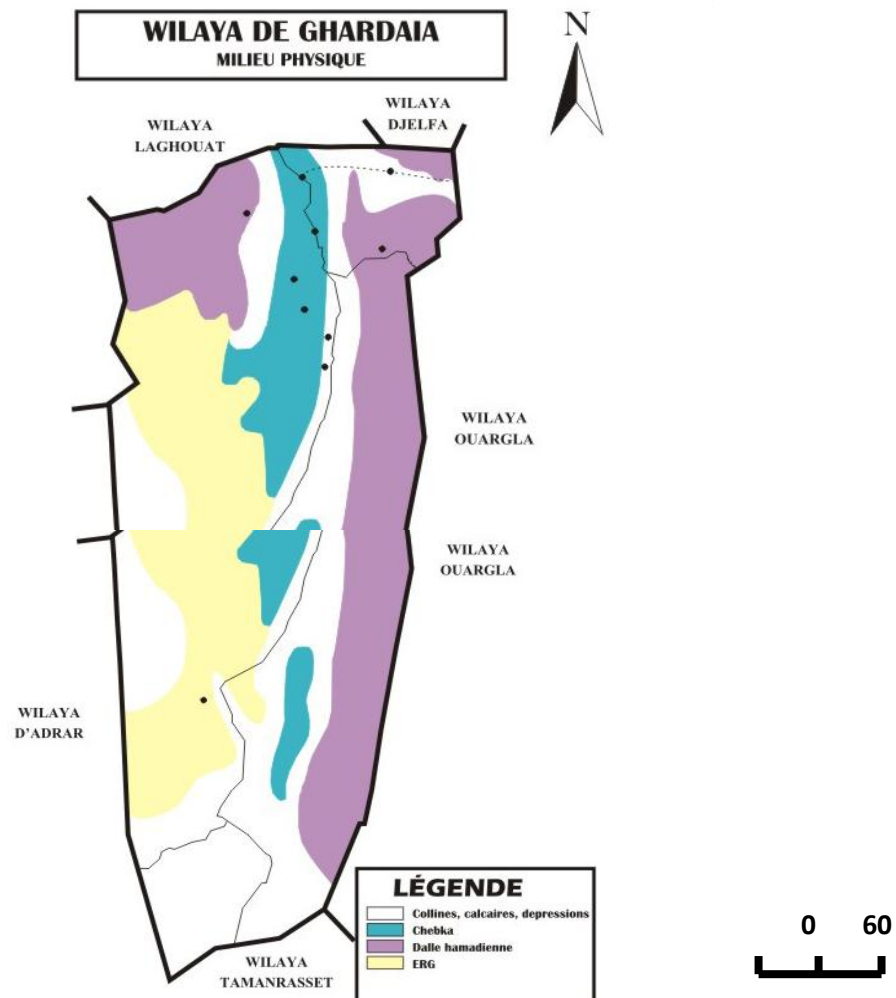 WILAYA DE GHARDAIA
MILIEU PHYSIQUE
N
WILAYA
DJELFA
WILAYA
LAGHOUAT
WILAYA
OUARGLA
WILAYA
OUARGLA
WILAYA
D'ADRAR
LÉGENDE
Collines, calcaires, depressions
Chebka
Dalle hamadienne
ERG
WILAYA
TAMANRASSET
0 60